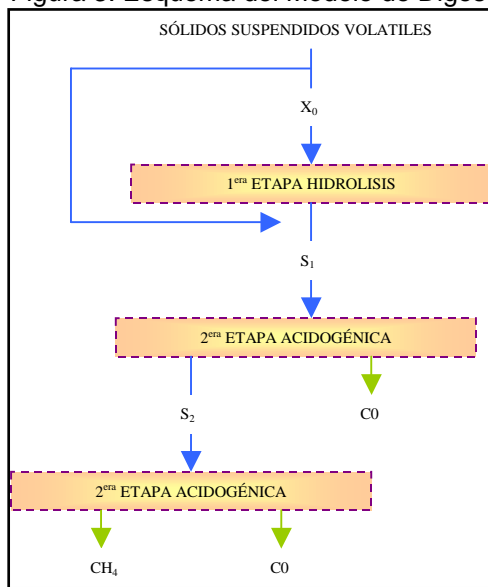 Figura 3. Esquema del modelo de Diges
SÓLIDOS SUSPENDIDOS VOLATILES
X₀
1ᵉʳᵃ ETAPA HIDROLISIS
S₁
2ᵉʳᵃ ETAPA ACIDOGÉNICA
S₂
C0
2ᵉʳᵃ ETAPA ACIDOGÉNICA
CH₄
C0